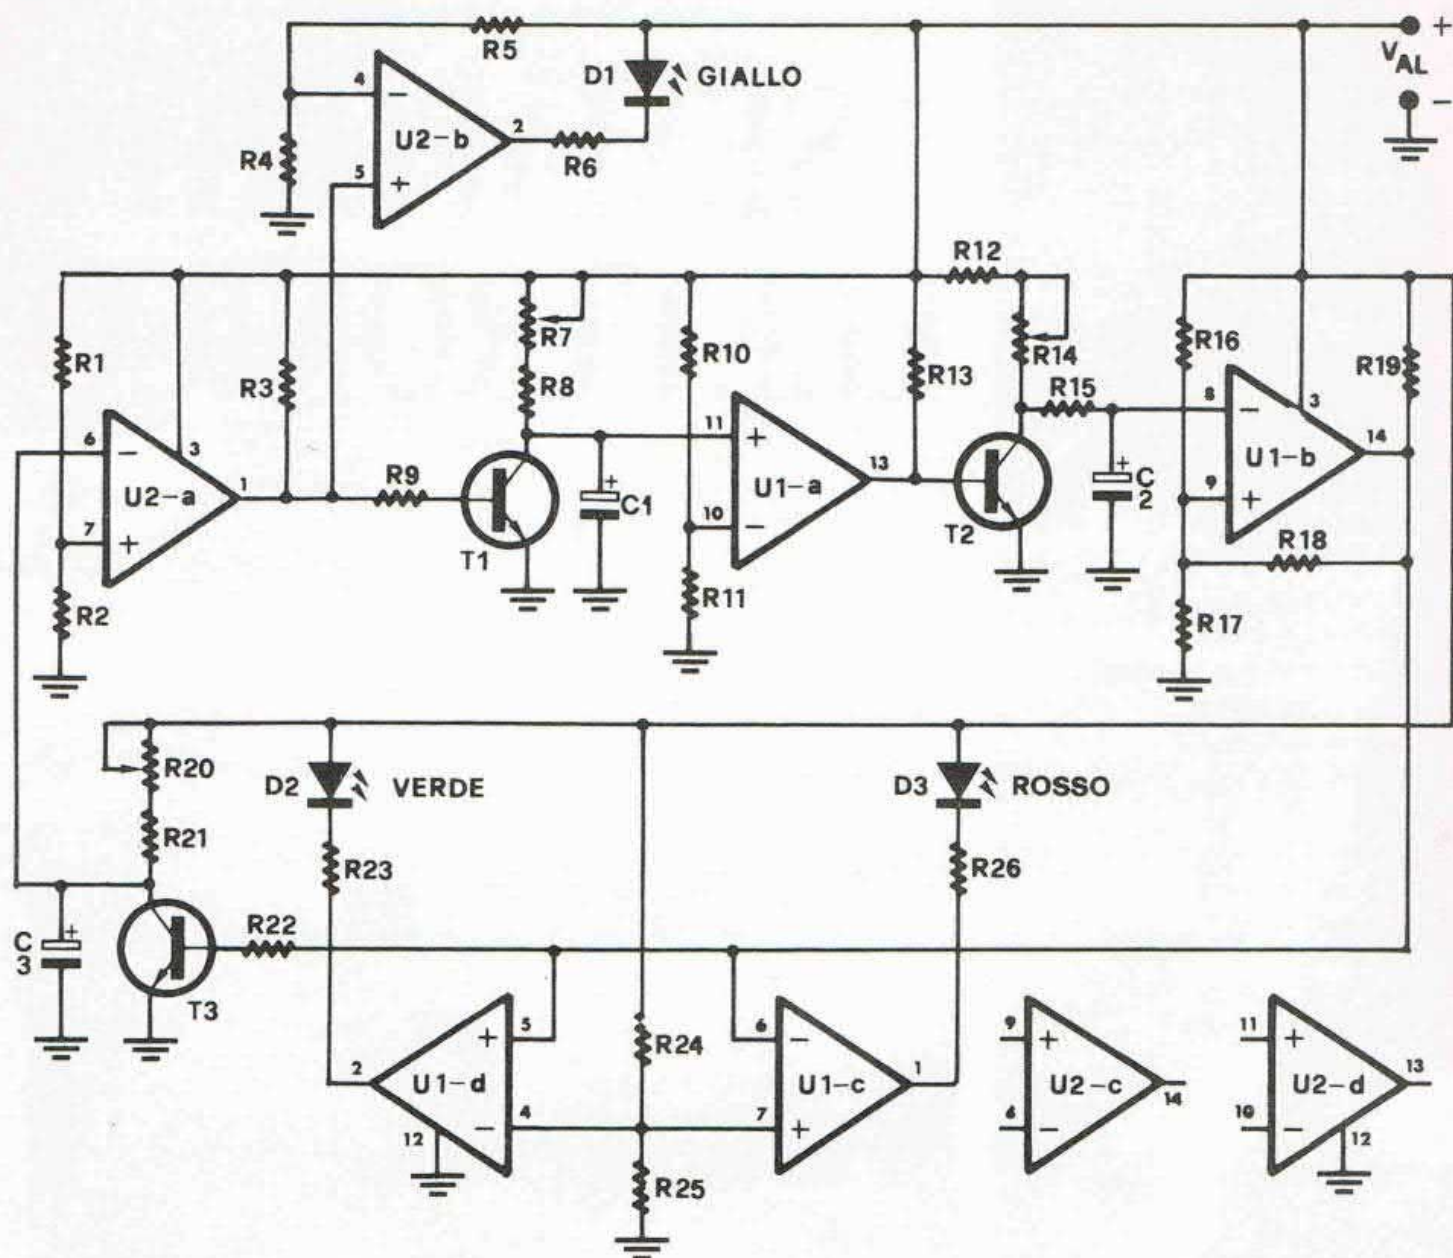 R5
VAL
+
−
D1
GIALLO
4
−
U2-b
2
R6
R4
5
+
R12
R1
R3
R7
R8
R10
R13
R14
R15
R16
R19
6
−
3
U2-a
1
7
+
R9
T1
+
C1
11
+
U1-a
13
10
−
T2
+
C
2
8
−
3
U1-b
14
9
+
R18
R2
R11
R17
R20
D2
VERDE
D3
ROSSO
R21
R23
R26
C
3
+
R22
T3
5
+
2
U1-d
4
−
12
R24
6
−
U1-c
1
7
+
R25
9
+
U2-c
14
6
−
11
+
U2-d
13
10
−
12